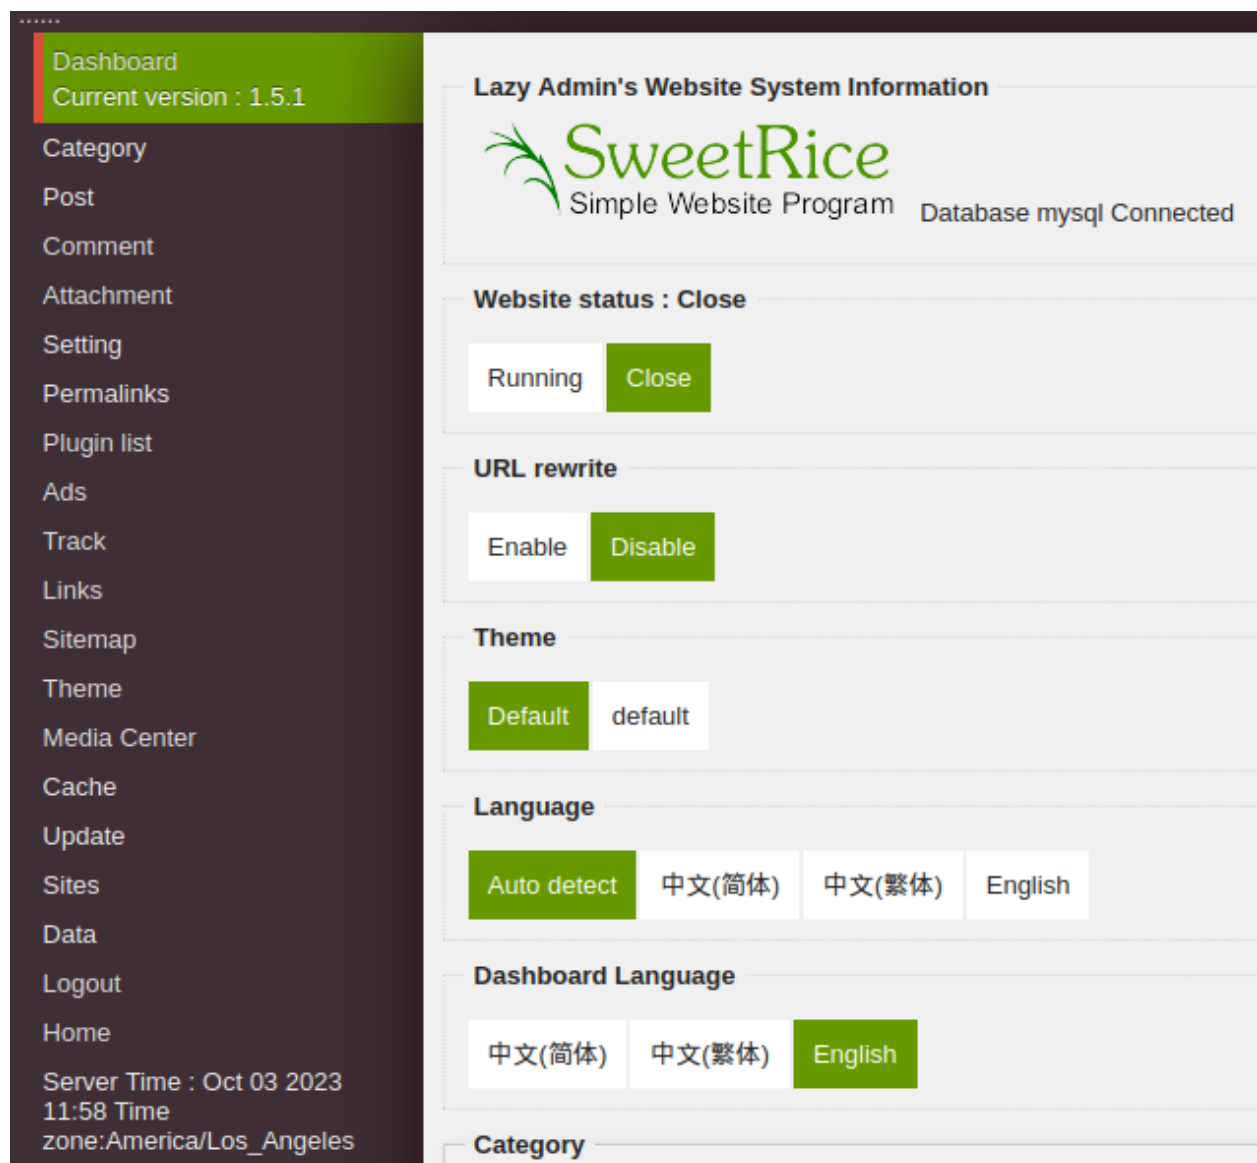 ......
Dashboard
Current version : 1.5.1
Category
Post
Comment
Attachment
Setting
Permalinks
Plugin list
Ads
Track
Links
Sitemap
Theme
Media Center
Cache
Update
Sites
Data
Logout
Home
Server Time : Oct 03 2023
11:58 Time
zone:America/Los_Angeles
Lazy Admin's Website System Information
SweetRice
Simple Website Program
Database mysql Connected
Website status : Close
Running Close
URL rewrite
Enable Disable
Theme
Default default
Language
Auto detect 中文(简体) 中文(繁体) English
Dashboard Language
中文(简体) 中文(繁体) English
Category